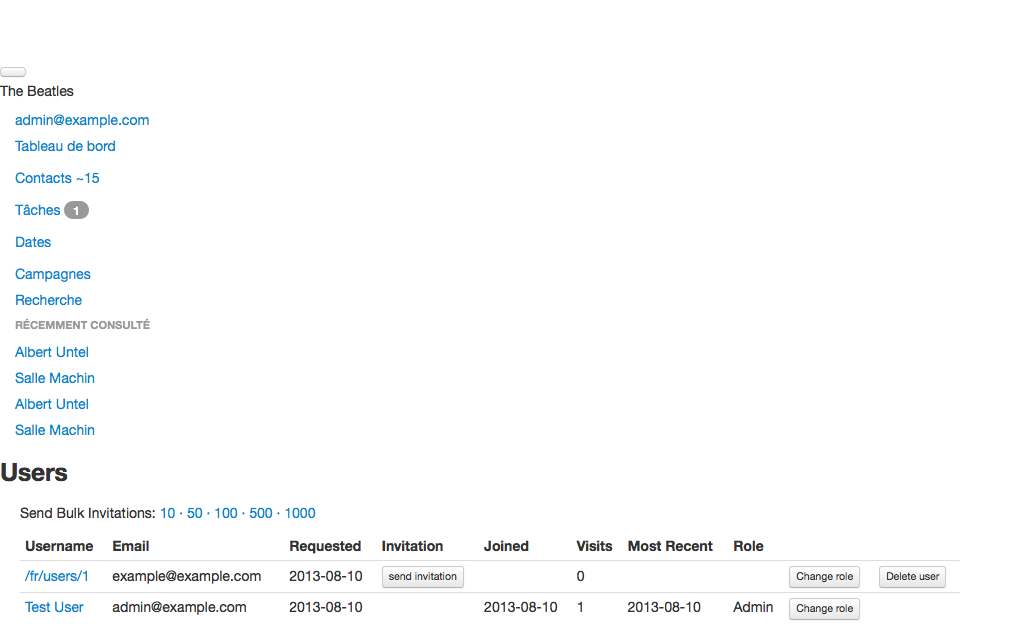 The Beatles
admin@example.com
Tableau de bord
Contacts ~15
Tâches 1
Dates
Campagnes
Recherche
RÉCEMMENT CONSULTÉ
Albert Untel
Salle Machin
Albert Untel
Salle Machin
Users
Send Bulk Invitations: 10 · 50 · 100 · 500 · 1000
Username Email Requested Invitation Joined Visits Most Recent Role
/fr/users/1 example@example.com 2013-08-10 send invitation 0 Change role Delete user
Test User admin@example.com 2013-08-10 2013-08-10 1 2013-08-10 Admin Change role